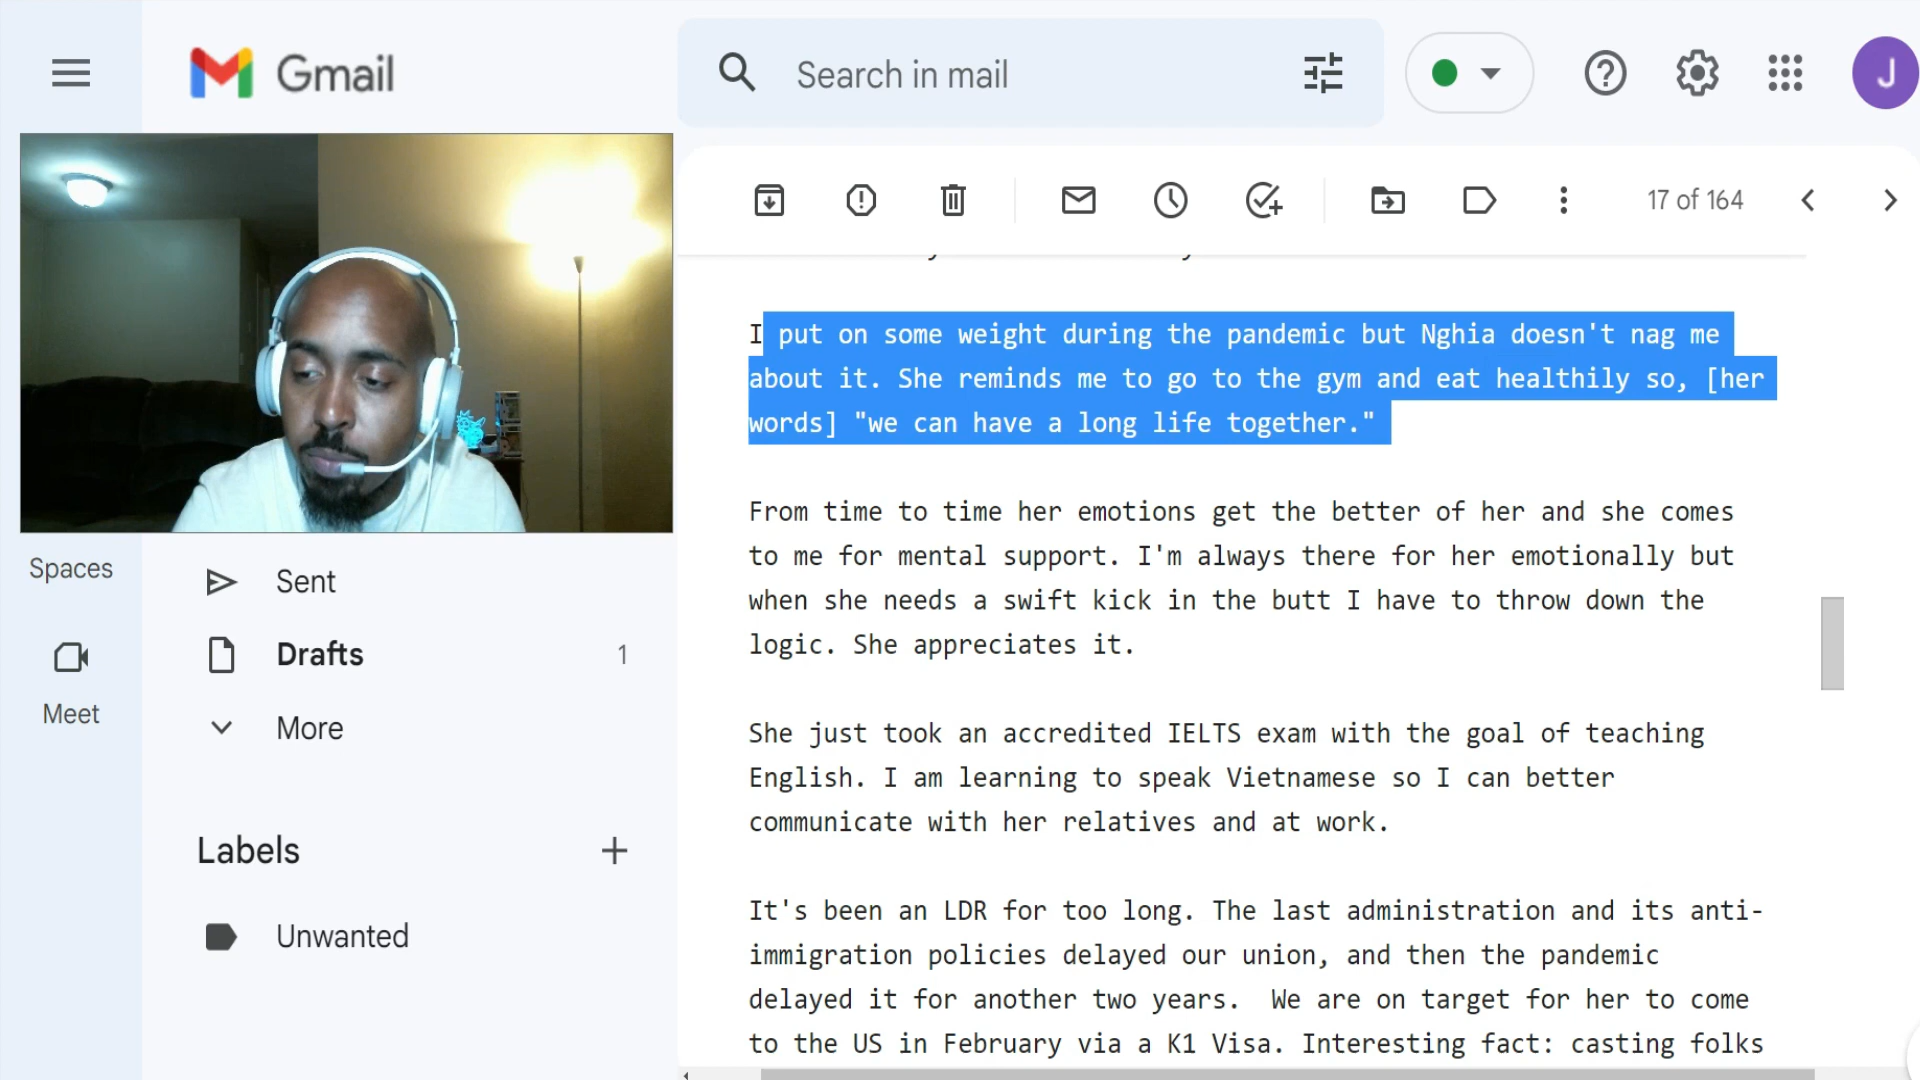 Gmail
Search in mail
J
17 of 164
I put on some weight during the pandemic but Nghia doesn't nag me
about it. She reminds me to go to the gym and eat healthily so, [her
words] "we can have a long life together."
From time to time her emotions get the better of her and she comes
to me for mental support. I'm always there for her emotionally but
when she needs a swift kick in the butt I have to throw down the
logic. She appreciates it.
She just took an accredited IELTS exam with the goal of teaching
English. I am learning to speak Vietnamese so I can better
communicate with her relatives and at work.
It's been an LDR for too long. The last administration and its anti-
immigration policies delayed our union, and then the pandemic
delayed it for another two years.  We are on target for her to come
to the US in February via a K1 Visa. Interesting fact: casting folks
Spaces
Meet
Sent
Drafts 1
More
Labels
Unwanted